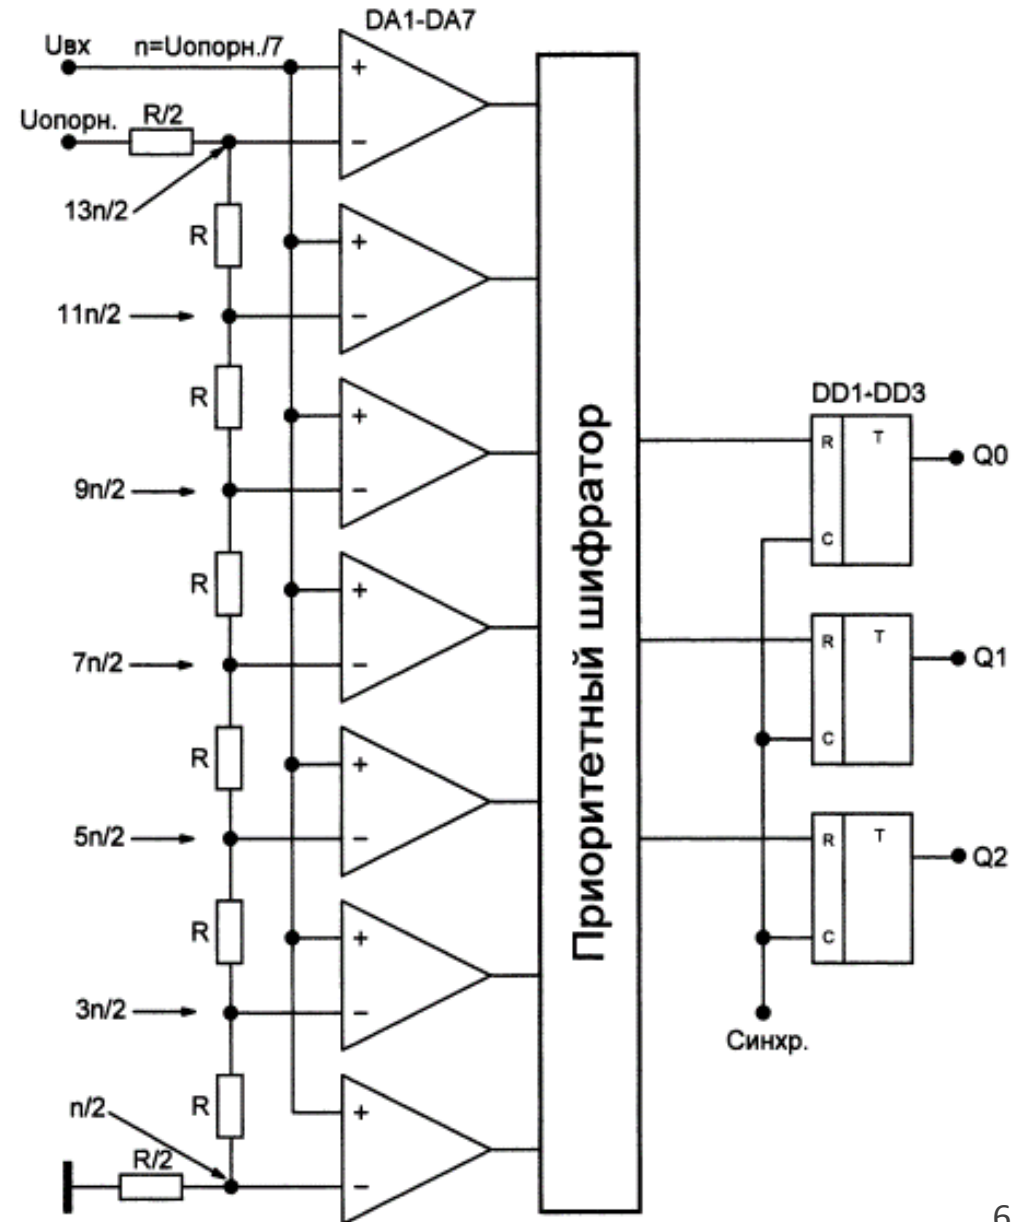 DA1-DA7
Uвх n=Uопорн./7
+
Uопорн. R/2
−
13n/2
R
+
11n/2
−
R
+
9n/2
−
R
+
7n/2
−
R
+
5n/2
−
R
+
3n/2
−
R
+
n/2
R/2
−
Приоритетный шифратор
DD1-DD3
R T
Q0
C
R T
Q1
C
R T
Q2
C
Синхр.
6